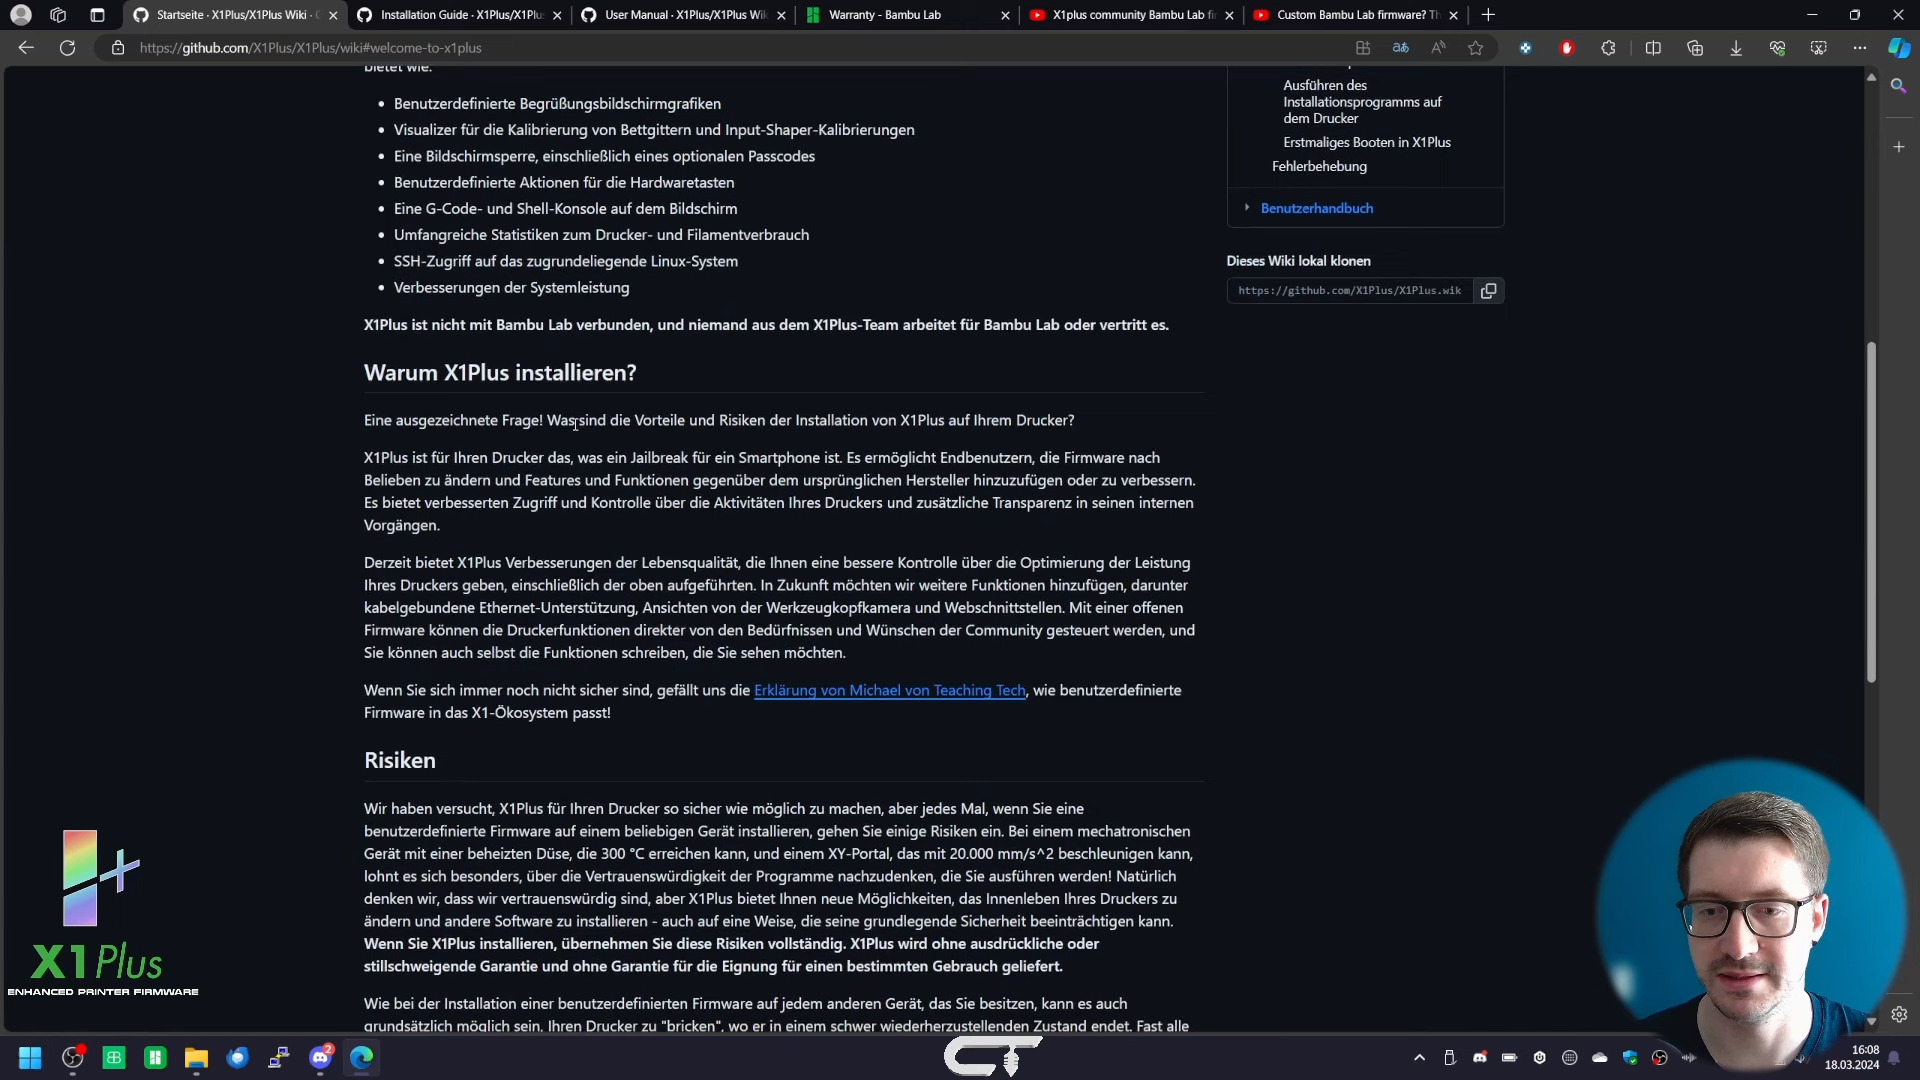 Startseite · X1Plus/X1Plus Wiki ·
Installation Guide · X1Plus/X1Plus
User Manual · X1Plus/X1Plus Wik
Warranty - Bambu Lab
X1plus community Bambu Lab fi
Custom Bambu Lab firmware? Th
https://github.com/X1Plus/X1Plus/wiki#welcome-to-x1plus
bietet wie:
• Benutzerdefinierte Begrüßungsbildschirmgrafiken
• Visualizer für die Kalibrierung von Bettgittern und Input-Shaper-Kalibrierungen
• Eine Bildschirmsperre, einschließlich eines optionalen Passcodes
• Benutzerdefinierte Aktionen für die Hardwaretasten
• Eine G-Code- und Shell-Konsole auf dem Bildschirm
• Umfangreiche Statistiken zum Drucker- und Filamentverbrauch
• SSH-Zugriff auf das zugrundeliegende Linux-System
• Verbesserungen der Systemleistung
X1Plus ist nicht mit Bambu Lab verbunden, und niemand aus dem X1Plus-Team arbeitet für Bambu Lab oder vertritt es.
Warum X1Plus installieren?
Eine ausgezeichnete Frage! Was sind die Vorteile und Risiken der Installation von X1Plus auf Ihrem Drucker?
X1Plus ist für Ihren Drucker das, was ein Jailbreak für ein Smartphone ist. Es ermöglicht Endbenutzern, die Firmware nach
Belieben zu ändern und Features und Funktionen gegenüber dem ursprünglichen Hersteller hinzuzufügen oder zu verbessern.
Es bietet verbesserten Zugriff und Kontrolle über die Aktivitäten Ihres Druckers und zusätzliche Transparenz in seinen internen
Vorgängen.
Derzeit bietet X1Plus Verbesserungen der Lebensqualität, die Ihnen eine bessere Kontrolle über die Optimierung der Leistung
Ihres Druckers geben, einschließlich der oben aufgeführten. In Zukunft möchten wir weitere Funktionen hinzufügen, darunter
kabelgebundene Ethernet-Unterstützung, Ansichten von der Werkzeugkopfkamera und Webschnittstellen. Mit einer offenen
Firmware können die Druckerfunktionen direkter von den Bedürfnissen und Wünschen der Community gesteuert werden, und
Sie können auch selbst die Funktionen schreiben, die Sie sehen möchten.
Wenn Sie sich immer noch nicht sicher sind, gefällt uns die Erklärung von Michael von Teaching Tech, wie benutzerdefinierte
Firmware in das X1-Ökosystem passt!
Risiken
Wir haben versucht, X1Plus für Ihren Drucker so sicher wie möglich zu machen, aber jedes Mal, wenn Sie eine
benutzerdefinierte Firmware auf einem beliebigen Gerät installieren, gehen Sie einige Risiken ein. Bei einem mechatronischen
Gerät mit einer beheizten Düse, die 300 °C erreichen kann, und einem XY-Portal, das mit 20.000 mm/s^2 beschleunigen kann,
lohnt es sich besonders, über die Vertrauenswürdigkeit der Programme nachzudenken, die Sie ausführen werden! Natürlich
denken wir, dass wir vertrauenswürdig sind, aber X1Plus bietet Ihnen neue Möglichkeiten, das Innenleben Ihres Druckers zu
ändern und andere Software zu installieren - auch auf eine Weise, die seine grundlegende Sicherheit beeinträchtigen kann.
Wenn Sie X1Plus installieren, übernehmen Sie diese Risiken vollständig. X1Plus wird ohne ausdrückliche oder
stillschweigende Garantie und ohne Garantie für die Eignung für einen bestimmten Gebrauch geliefert.
Wie bei der Installation einer benutzerdefinierten Firmware auf jedem anderen Gerät, das Sie besitzen, kann es auch
grundsätzlich möglich sein, Ihren Drucker zu "bricken", wo er in einem schwer wiederherzustellenden Zustand endet. Fast alle
Ausführen des
Installationsprogramms auf
dem Drucker
Erstmaliges Booten in X1Plus
Fehlerbehebung
Benutzerhandbuch
Dieses Wiki lokal klonen
https://github.com/X1Plus/X1Plus.wik
X1 Plus
ENHANCED PRINTER FIRMWARE
2
16:08
18.03.2024